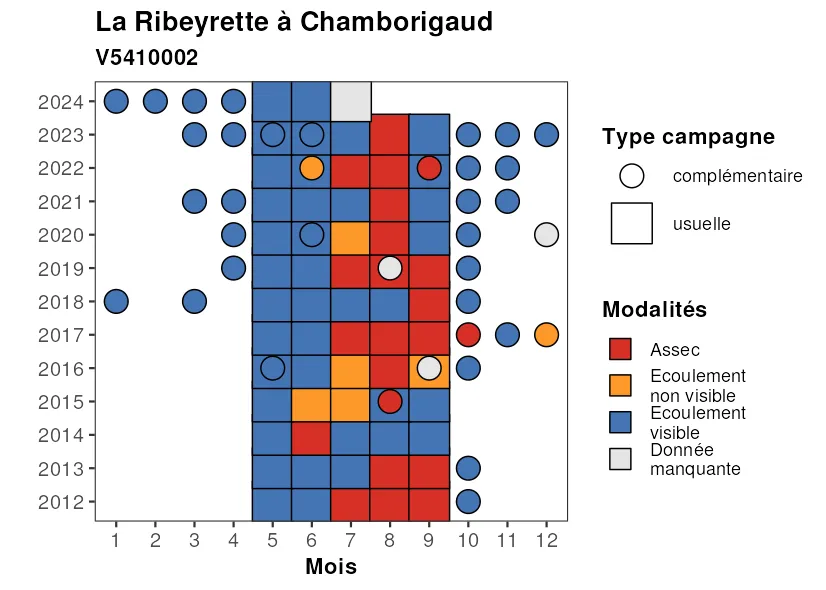 La Ribeyrette à Chamborigaud
V5410002
2024
2023
2022
2021
2020
2019
2018
2017
2016
2015
2014
2013
2012
1 2 3 4 5 6 7 8 9 10 11 12
Mois
Type campagne
complémentaire
usuelle
Modalités
Assec
Ecoulement
non visible
Ecoulement
visible
Donnée
manquante